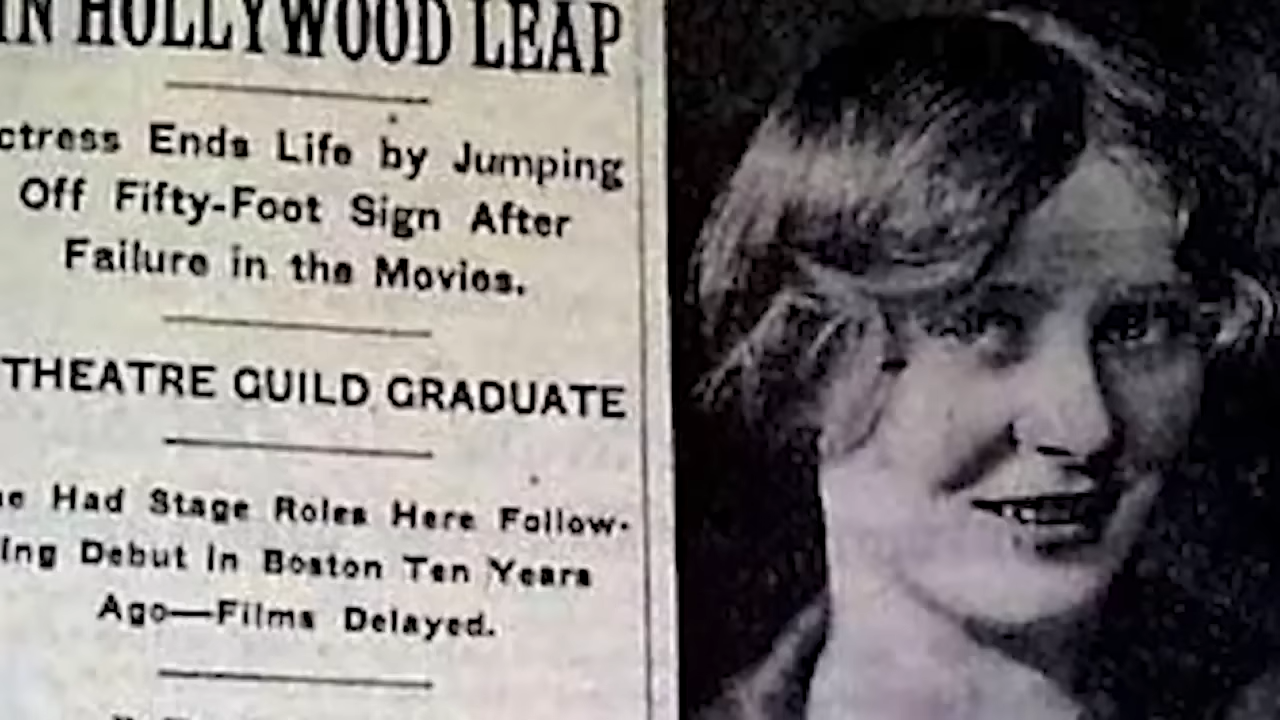 IN HOLLYWOOD LEAP
ctress Ends Life by Jumping
Off Fifty-Foot Sign After
Failure in the Movies.
THEATRE GUILD GRADUATE
e Had Stage Roles Here Follow-
ing Debut in Boston Ten Years
Ago—Films Delayed.